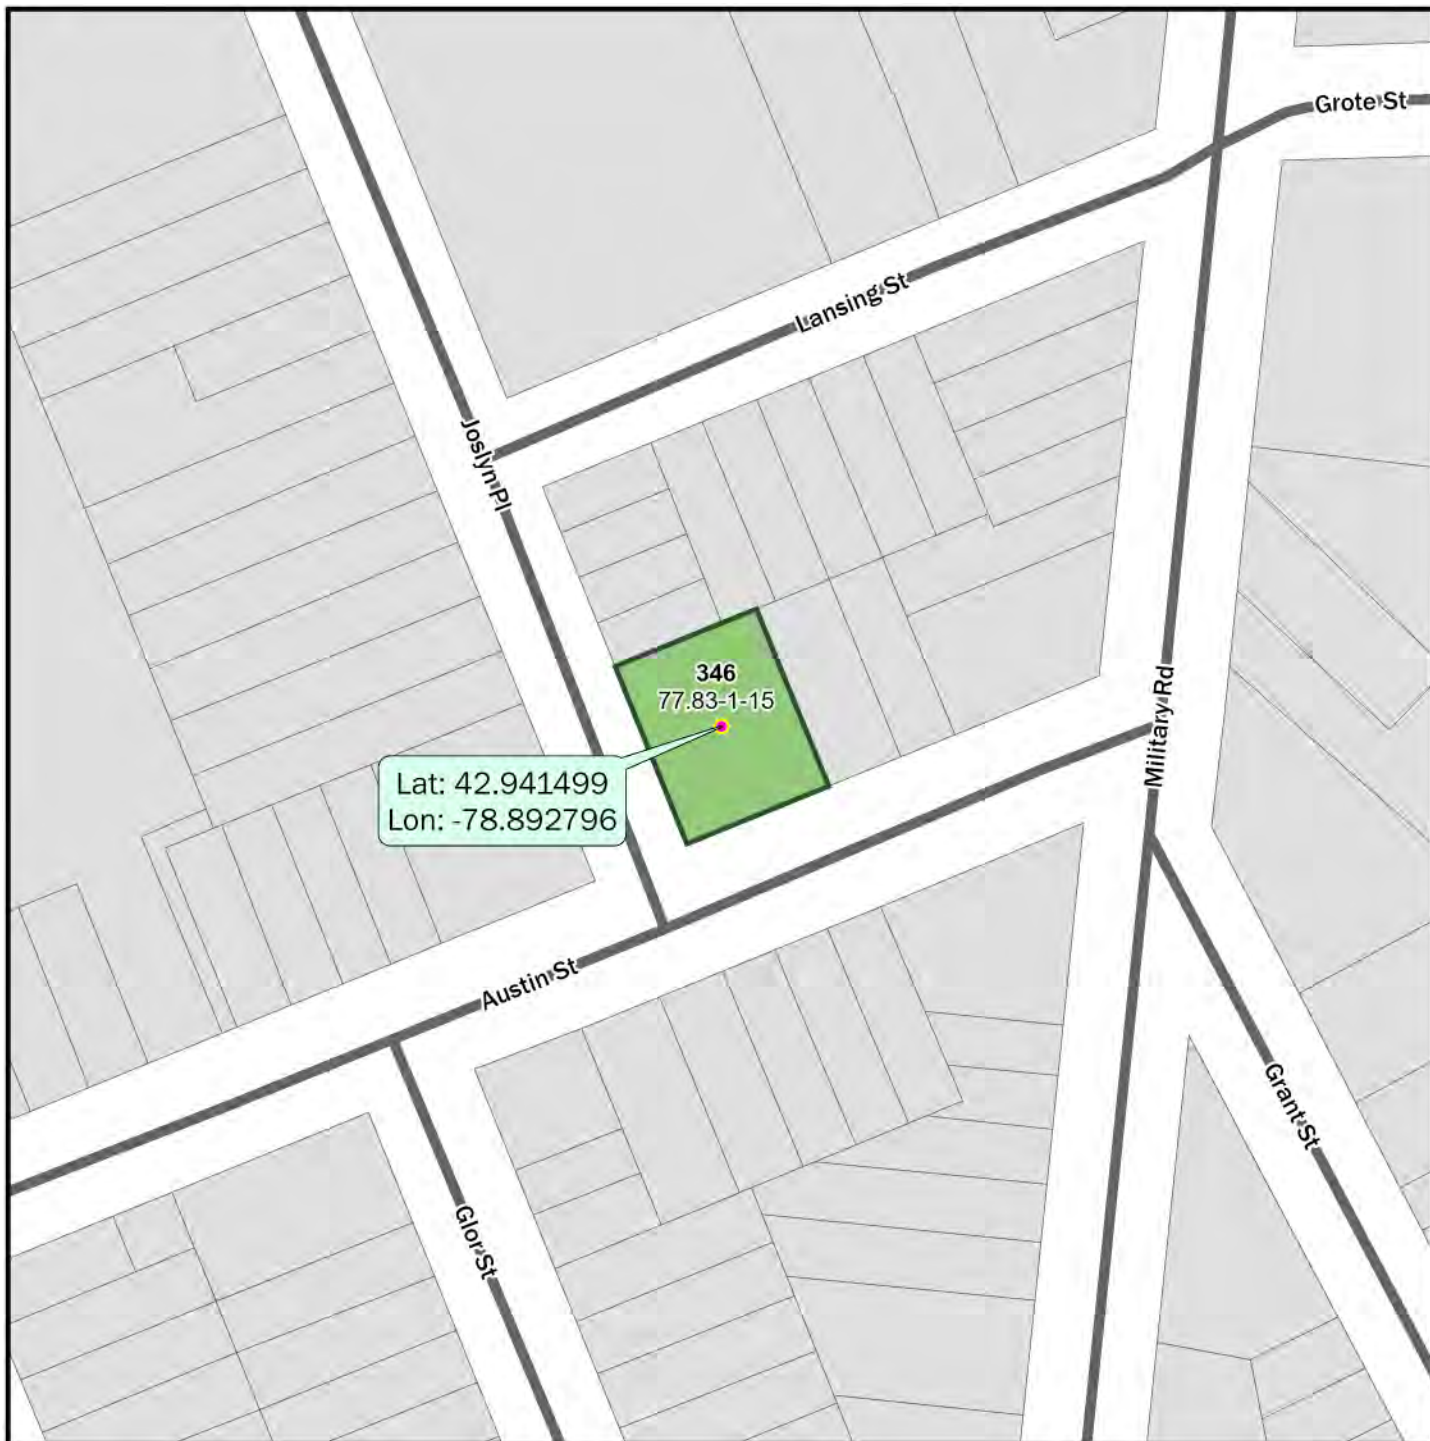 Grote St
Lansing St
Joslyn Pl
346
77.83-1-15
Military Rd
Lat: 42.941499
Lon: -78.892796
Austin St
Grant St
Glor St